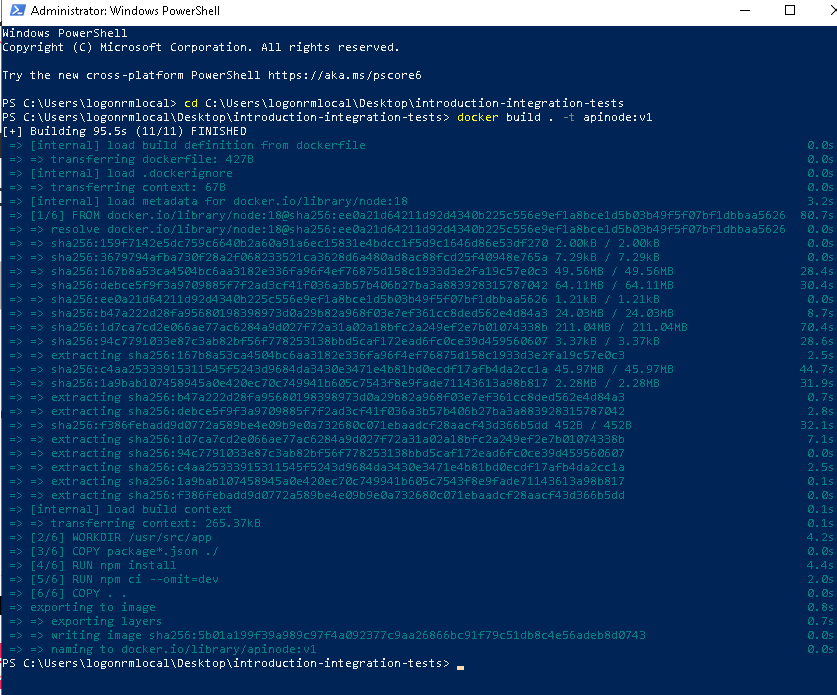 Administrator: Windows PowerShell
Windows PowerShell
Copyright (C) Microsoft Corporation. All rights reserved.
Try the new cross-platform PowerShell https://aka.ms/pscore6
PS C:\Users\logonrmlocal> cd C:\Users\logonrmlocal\Desktop\introduction-integration-tests
PS C:\Users\logonrmlocal\Desktop\introduction-integration-tests> docker build . -t apinode:v1
[+] Building 95.5s (11/11) FINISHED
=> [internal] load build definition from dockerfile 0.0s
=> => transferring dockerfile: 427B 0.0s
=> [internal] load .dockerignore 0.0s
=> => transferring context: 67B 0.0s
=> [internal] load metadata for docker.io/library/node:18 3.2s
=> [1/6] FROM docker.io/library/node:18@sha256:ee0a21d64211d92d4340b225c556e9ef1a8bce1d5b03b49f5f07bf1dbbaa5626 80.7s
=> => resolve docker.io/library/node:18@sha256:ee0a21d64211d92d4340b225c556e9ef1a8bce1d5b03b49f5f07bf1dbbaa5626 0.0s
=> => sha256:159f7142e5dc759c6640b2a60a91a6ec15831e4bdcc1f5d9c1646d86e53df270 2.00kB / 2.00kB 0.0s
=> => sha256:3679794afba730f28a2f068233521ca3628d6a480ad8ac88fcd25f40948e765a 7.29kB / 7.29kB 0.0s
=> => sha256:167b8a53ca4504bc6aa3182e336fa96f4ef76875d158c1933d3e2fa19c57e0c3 49.56MB / 49.56MB 28.4s
=> => sha256:debce5f9f3a9709885f7f2ad3cf41f036a3b57b406b27ba3a883928315787042 64.11MB / 64.11MB 30.4s
=> => sha256:ee0a21d64211d92d4340b225c556e9ef1a8bce1d5b03b49f5f07bf1dbbaa5626 1.21kB / 1.21kB 0.0s
=> => sha256:b47a222d28fa95680198398973d0a29b82a968f03e7ef361cc8ded562e4d84a3 24.03MB / 24.03MB 8.7s
=> => sha256:1d7ca7cd2e066ae77ac6284a9d027f72a31a02a18bfc2a249ef2e7b01074338b 211.04MB / 211.04MB 70.4s
=> => sha256:94c7791033e87c3ab82bf56f778253138bbd5caf172ead6fc0ce39d459560607 3.37kB / 3.37kB 28.6s
=> => extracting sha256:167b8a53ca4504bc6aa3182e336fa96f4ef76875d158c1933d3e2fa19c57e0c3 2.5s
=> => sha256:c4aa25333915311545f5243d9684da3430e3471e4b81bd0ecdf17afb4da2cc1a 45.97MB / 45.97MB 44.7s
=> => sha256:1a9bab107458945a0e420ec70c749941b605c7543f8e9fade71143613a98b817 2.28MB / 2.28MB 31.9s
=> => extracting sha256:b47a222d28fa95680198398973d0a29b82a968f03e7ef361cc8ded562e4d84a3 0.7s
=> => extracting sha256:debce5f9f3a9709885f7f2ad3cf41f036a3b57b406b27ba3a883928315787042 2.8s
=> => sha256:f386febadd9d0772a589be4e09b9e0a732680c071ebaadcf28aacf43d366b5dd 452B / 452B 32.1s
=> => extracting sha256:1d7ca7cd2e066ae77ac6284a9d027f72a31a02a18bfc2a249ef2e7b01074338b 7.1s
=> => extracting sha256:94c7791033e87c3ab82bf56f778253138bbd5caf172ead6fc0ce39d459560607 0.0s
=> => extracting sha256:c4aa25333915311545f5243d9684da3430e3471e4b81bd0ecdf17afb4da2cc1a 2.5s
=> => extracting sha256:1a9bab107458945a0e420ec70c749941b605c7543f8e9fade71143613a98b817 0.1s
=> => extracting sha256:f386febadd9d0772a589be4e09b9e0a732680c071ebaadcf28aacf43d366b5dd 0.0s
=> [internal] load build context 0.1s
=> => transferring context: 265.37kB 0.1s
=> [2/6] WORKDIR /usr/src/app 4.2s
=> [3/6] COPY package*.json ./ 0.0s
=> [4/6] RUN npm install 4.4s
=> [5/6] RUN npm ci --omit=dev 2.0s
=> [6/6] COPY . . 0.0s
=> exporting to image 0.8s
=> => exporting layers 0.7s
=> => writing image sha256:5b01a199f39a989c97f4a092377c9aa26866bc91f79c51db8c4e56adeb8d0743 0.0s
=> => naming to docker.io/library/apinode:v1 0.0s
PS C:\Users\logonrmlocal\Desktop\introduction-integration-tests>